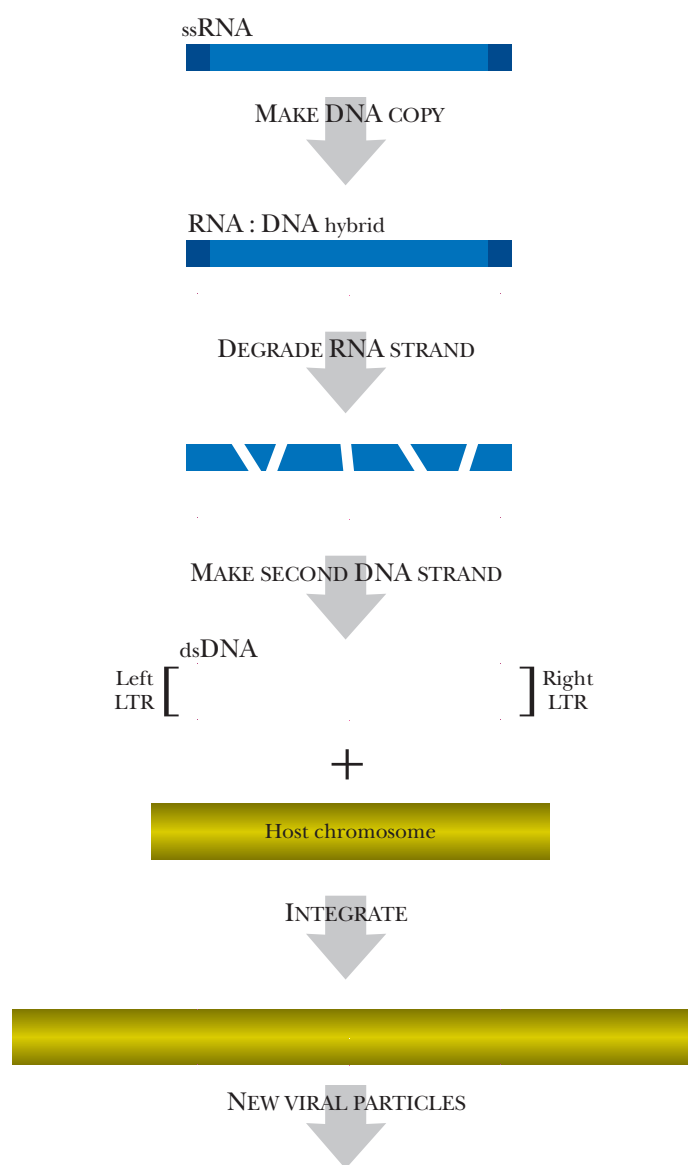 ssRNA
MAKE DNA COPY
RNA : DNA hybrid
DEGRADE RNA STRAND
MAKE SECOND DNA STRAND
dsDNA
Left
LTR
Right
LTR
+
Host chromosome
INTEGRATE
NEW VIRAL PARTICLES